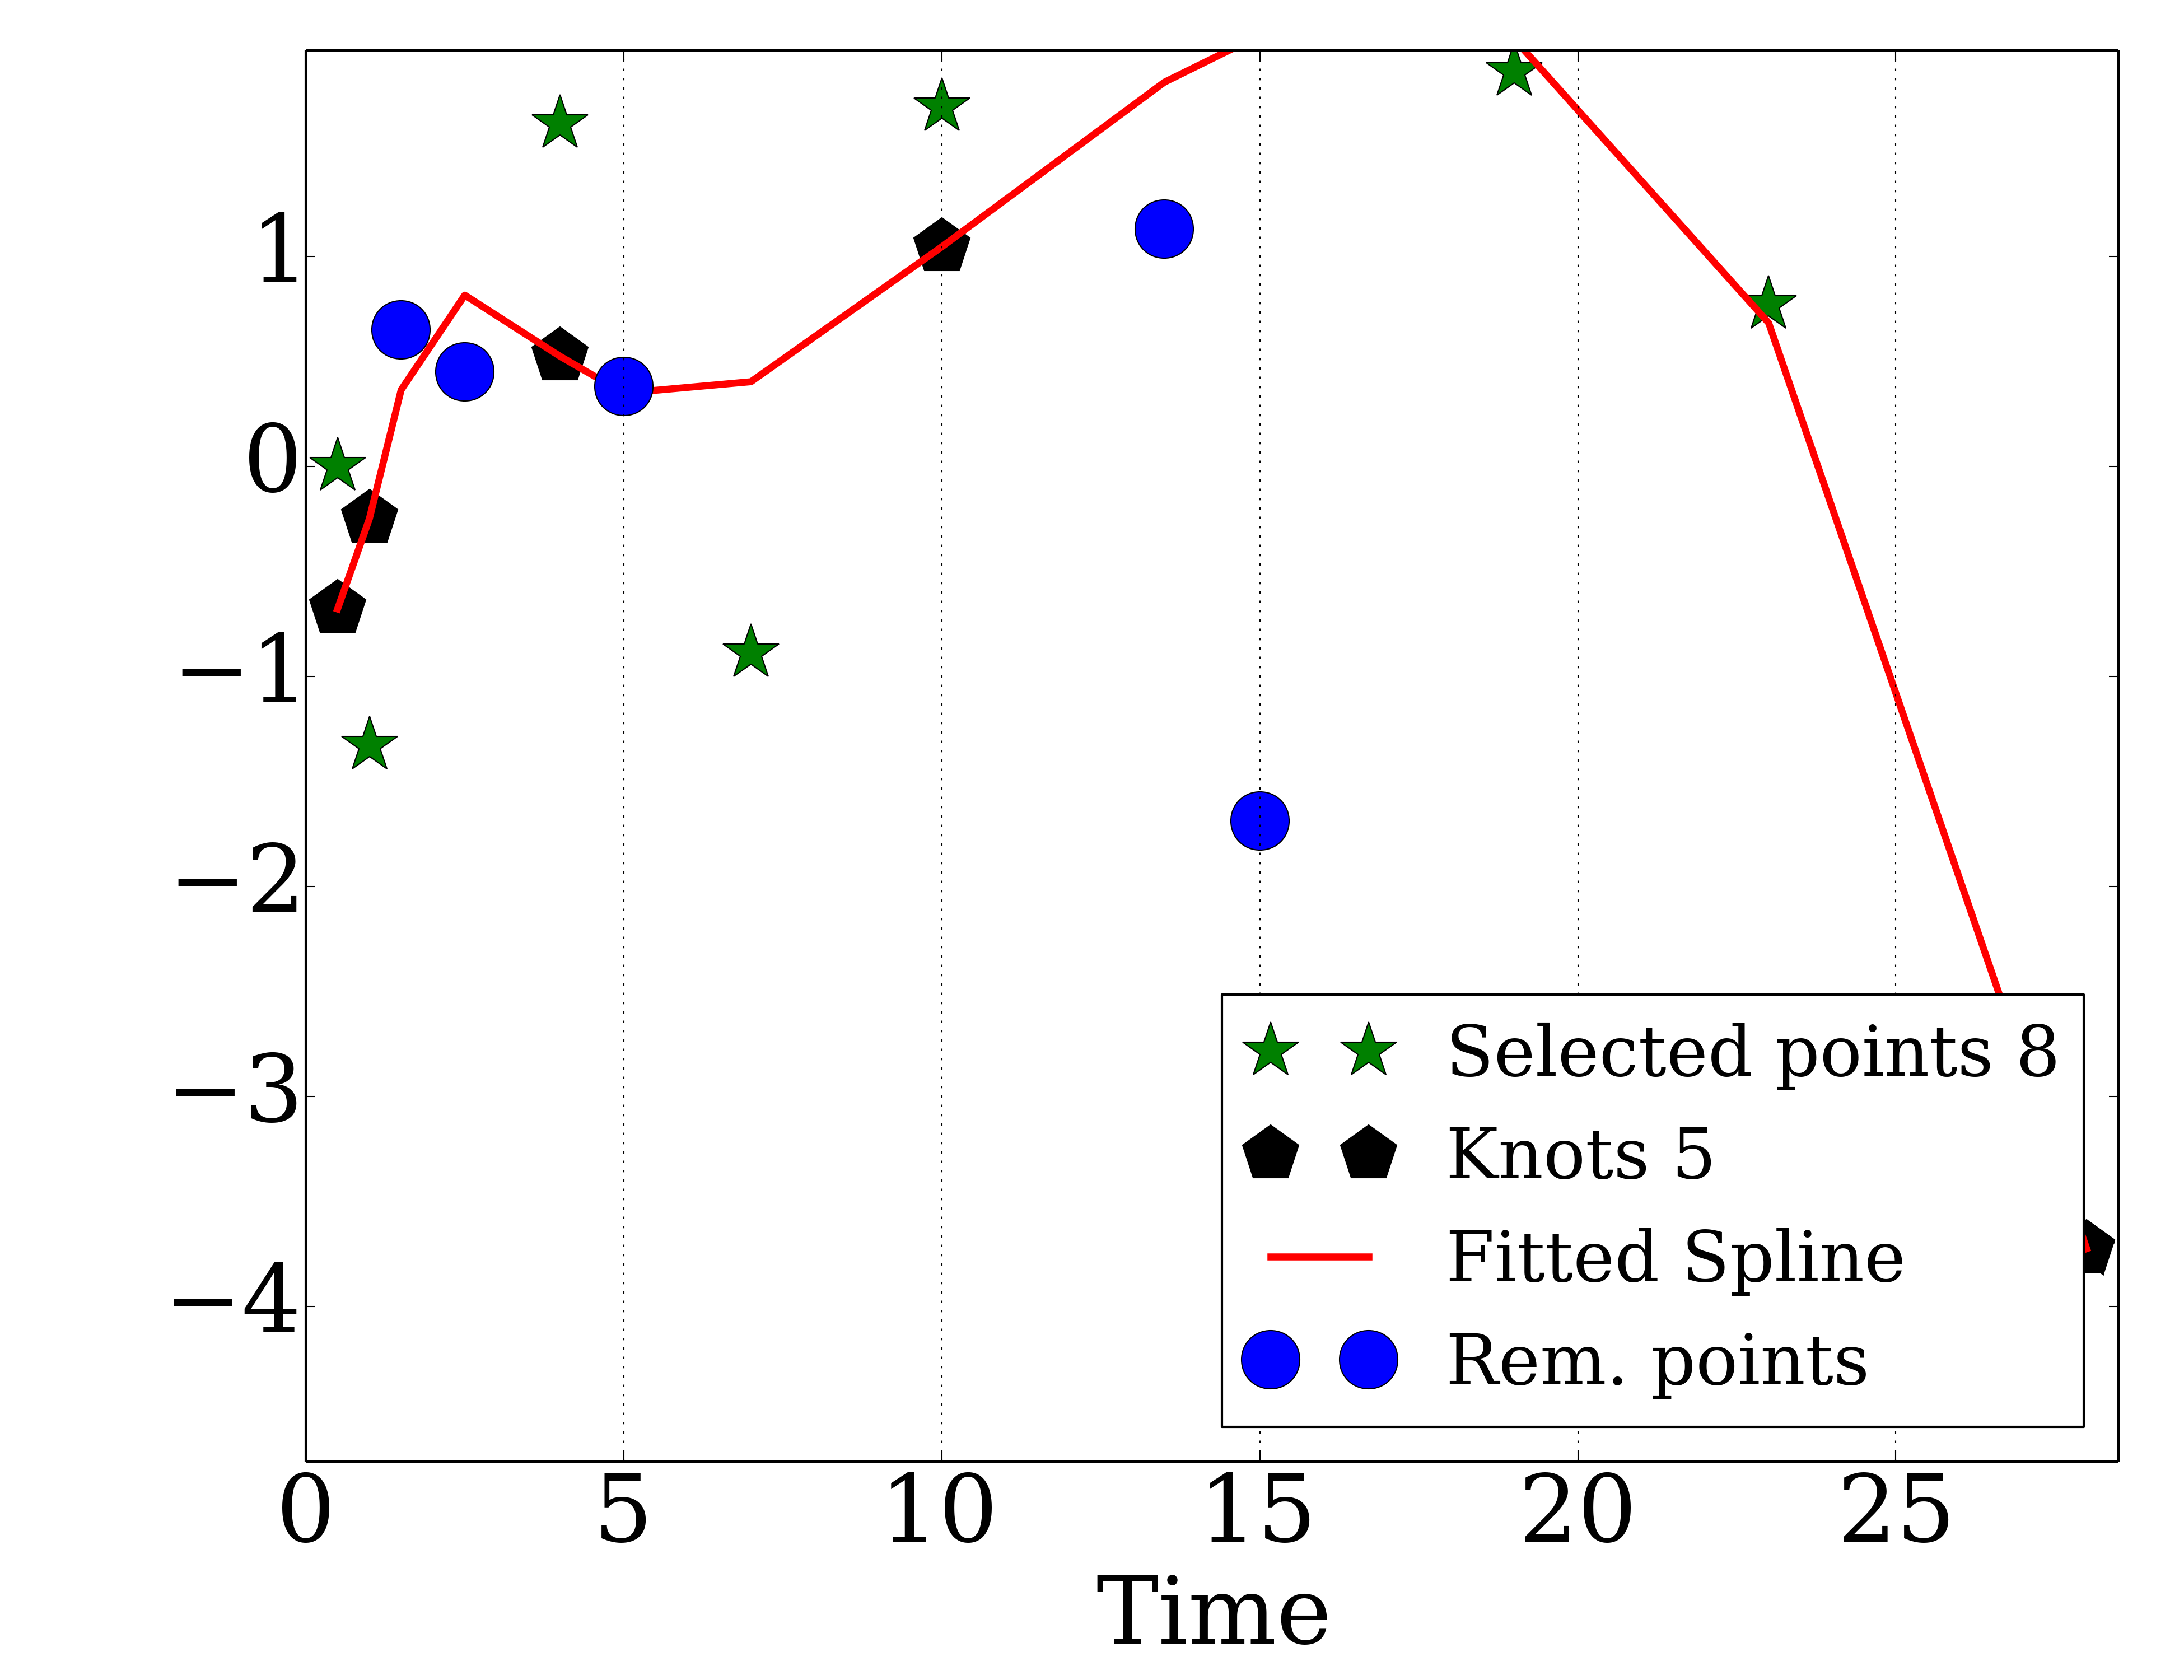 1
0
−1
−2
−3
−4
Selected points 8
Knots 5
Fitted Spline
Rem. points
0 5 10 15 20 25
Time